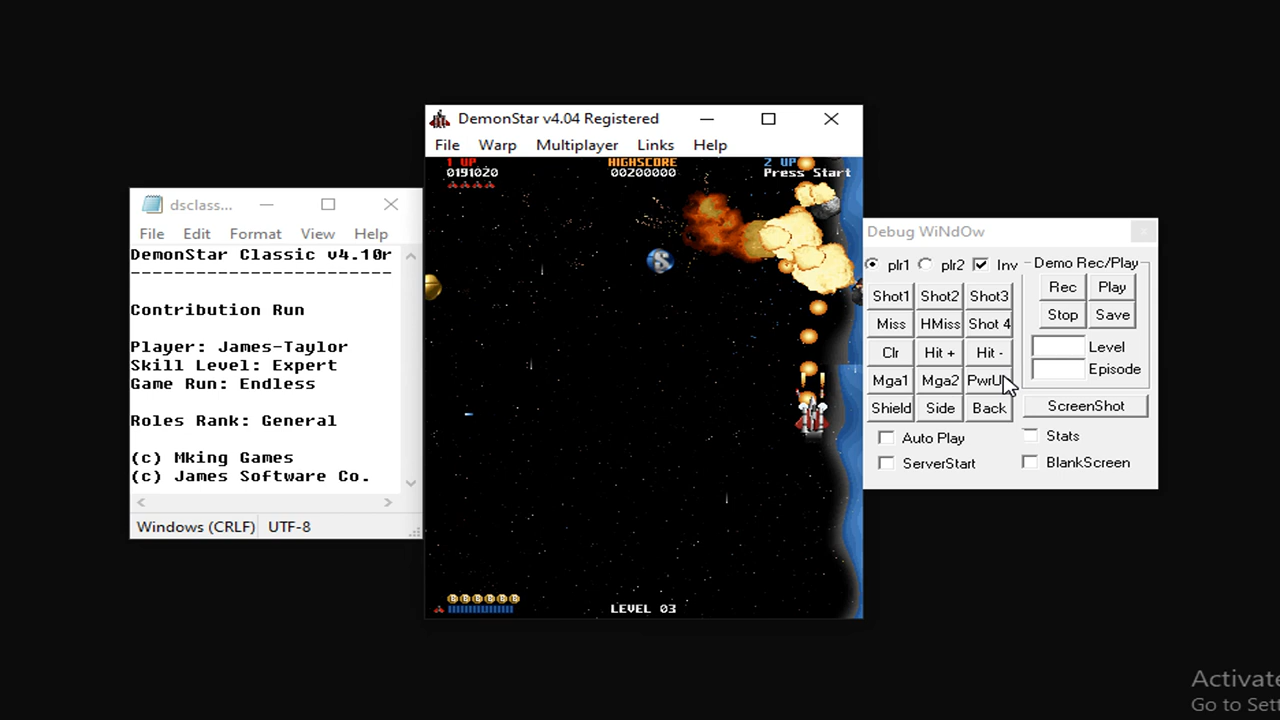 dsclass...
File Edit Format View Help
DemonStar Classic v4.10r
------------------------
Contribution Run
Player: James-Taylor
Skill Level: Expert
Game Run: Endless
Roles Rank: General
(c) Mking Games
(c) James Software Co.
Windows (CRLF) UTF-8
DemonStar v4.04 Registered
File Warp Multiplayer Links Help
1 UP HIGHSCORE 2 UP
0191020 00200000 Press Start
S
LEVEL 03
Debug WiNdOw
plr1 plr2 Inv
Shot1 Shot2 Shot3
Miss HMiss Shot 4
Clr Hit + Hit -
Mga1 Mga2 PwrU
Shield Side Back
Auto Play
ServerStart
Demo Rec/Play
Rec Play
Stop Save
Level
Episode
ScreenShot
Stats
BlankScreen
Activate
Go to Sett